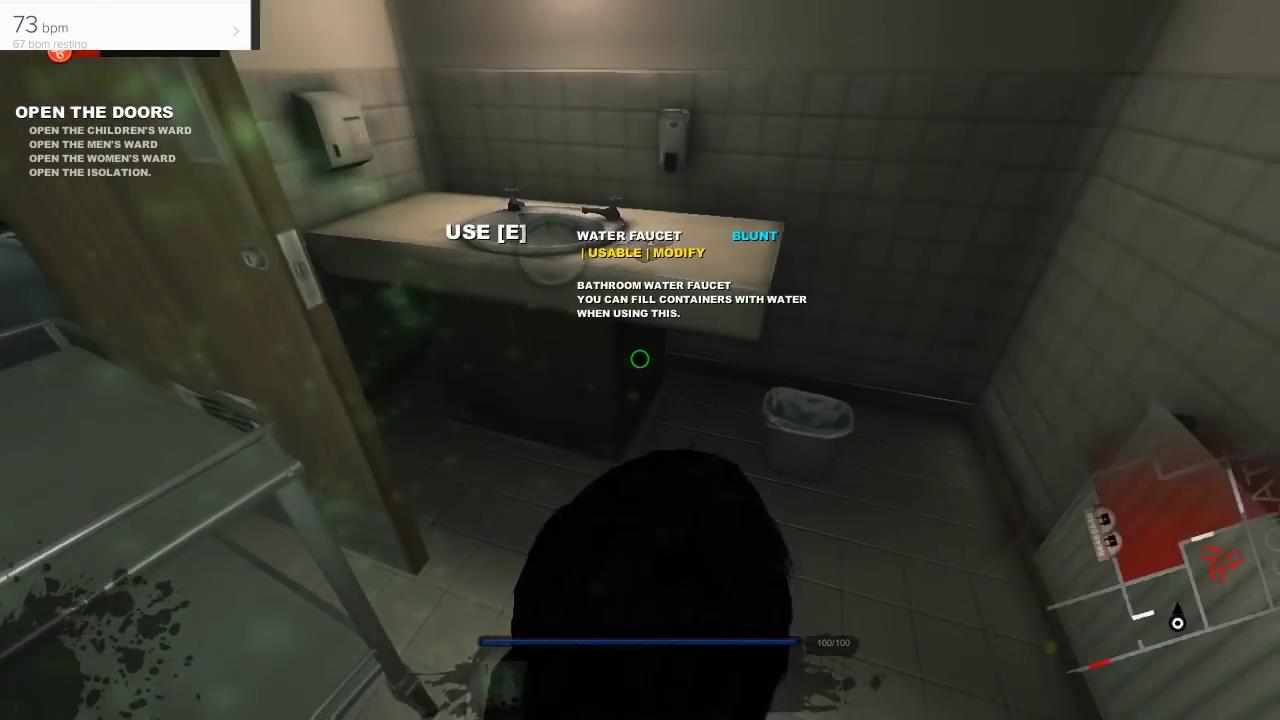 73 bpm
67 bpm resting
OPEN THE DOORS
OPEN THE CHILDREN'S WARD
OPEN THE MEN'S WARD
OPEN THE WOMEN'S WARD
OPEN THE ISOLATION.
USE [E]
WATER FAUCET BLUNT
| USABLE | MODIFY
BATHROOM WATER FAUCET
YOU CAN FILL CONTAINERS WITH WATER
WHEN USING THIS.
100/100